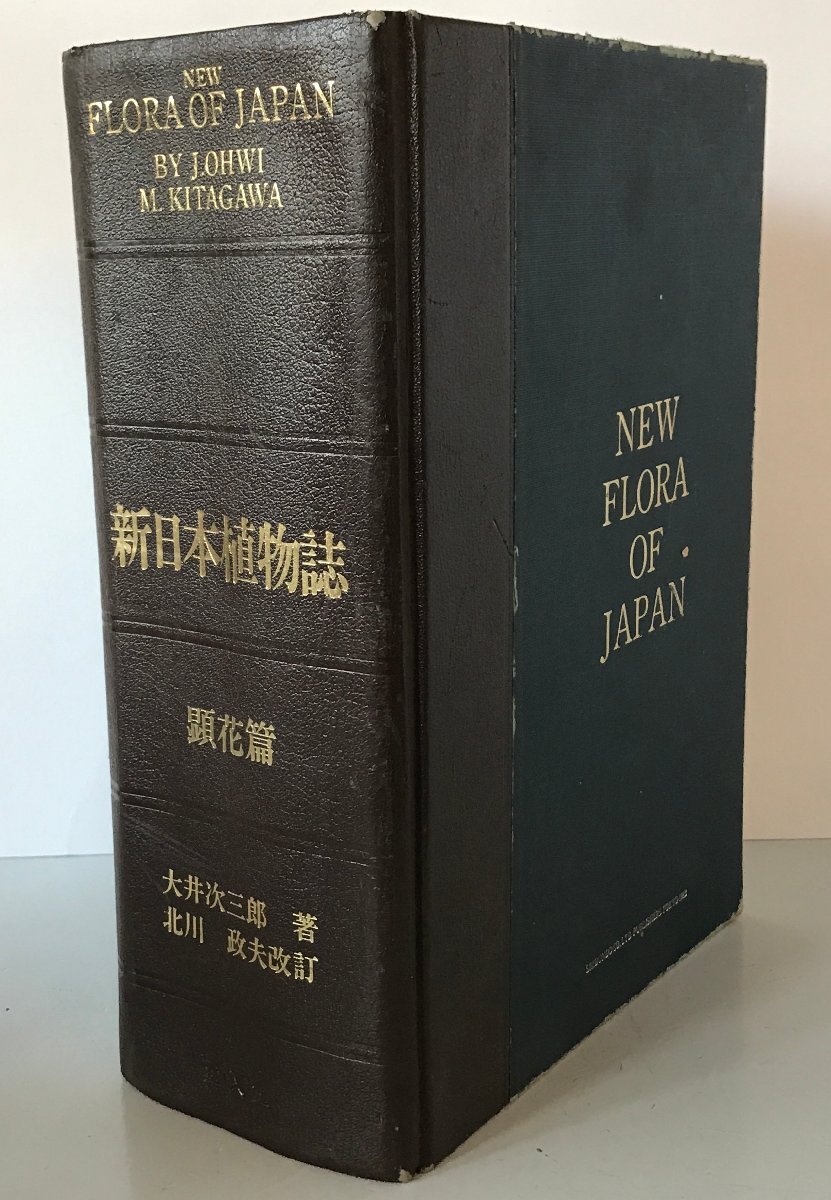 NEW
FLORA OF JAPAN
BY J.OHWI
M. KITAGAWA
新日本植物誌
顕花篇
大井次三郎 著
北川 政夫改訂
NEW
FLORA
OF
JAPAN